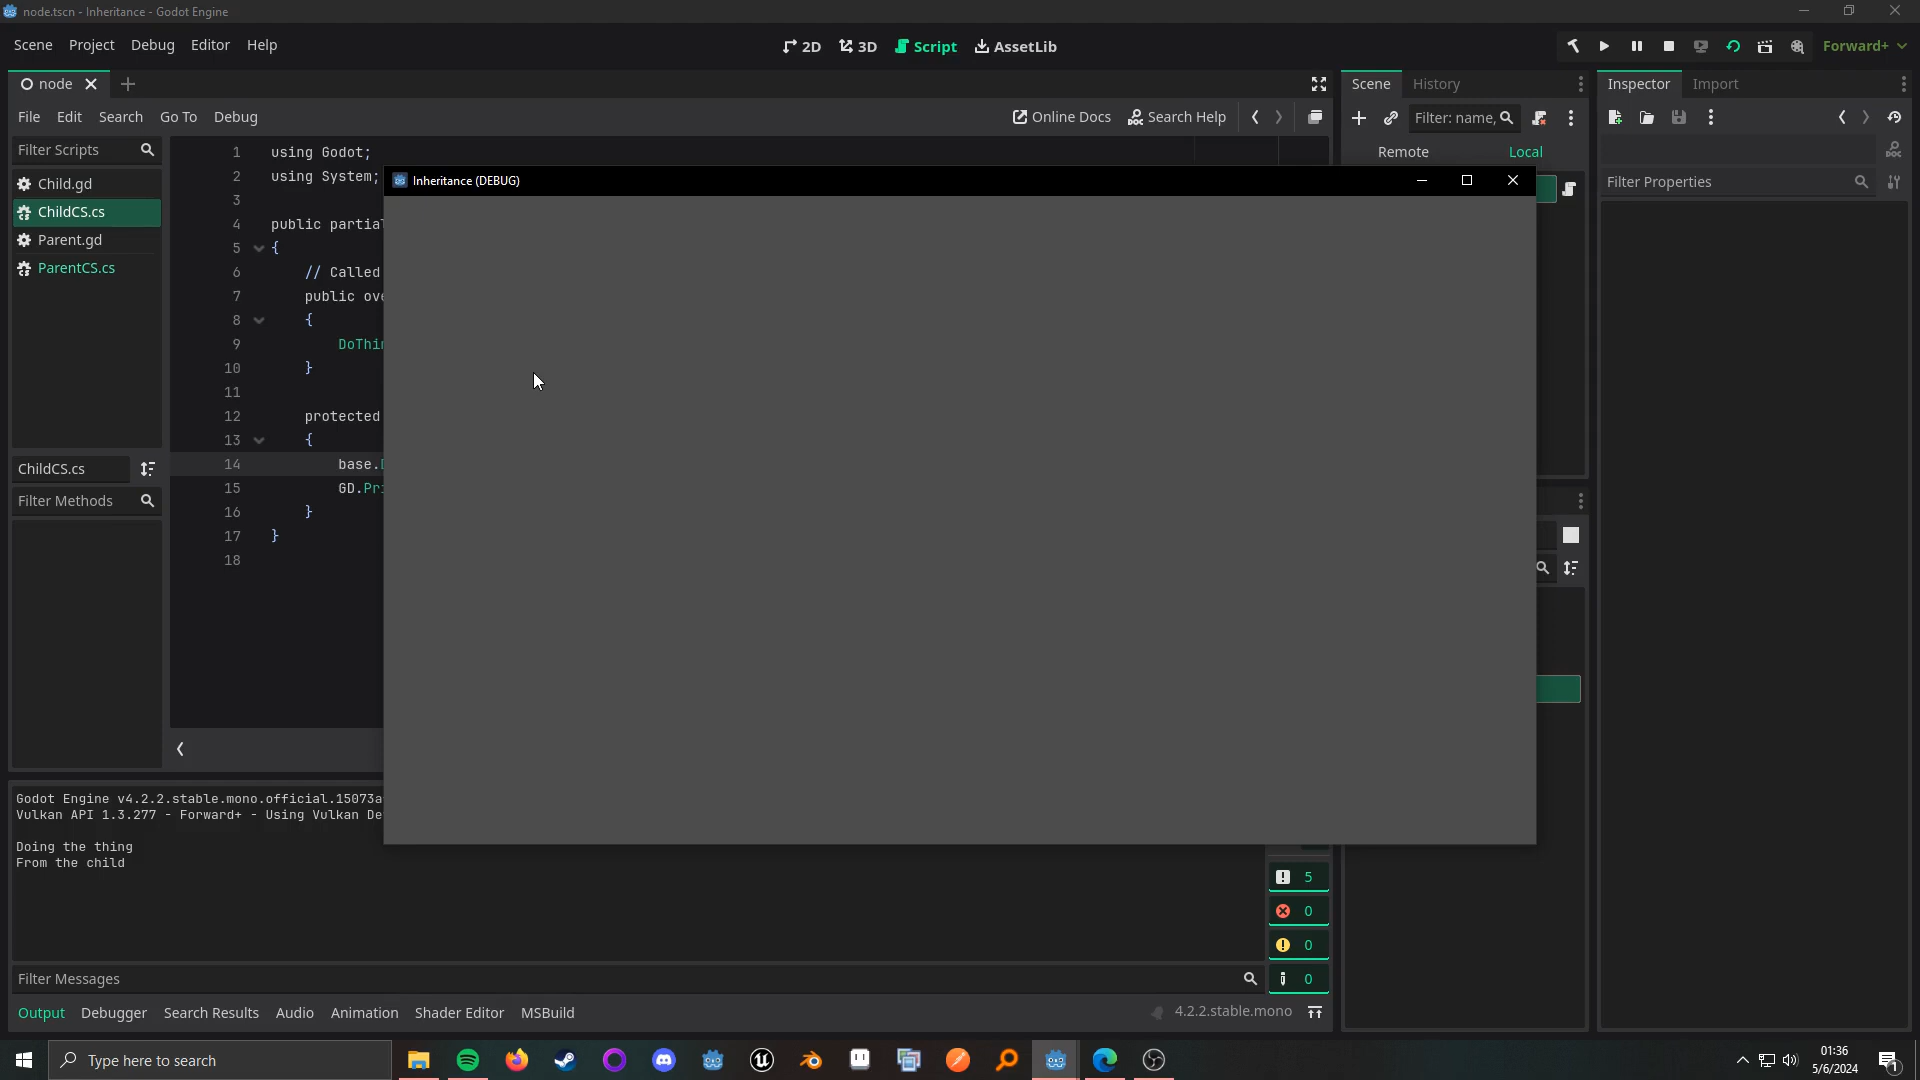 node.tscn - Inheritance - Godot Engine
Scene Project Debug Editor Help
2D 3D Script AssetLib
Forward+
node
Scene History
Inspector Import
File Edit Search Go To Debug
Online Docs Search Help
Filter: name,
Filter Scripts
Remote Local
Filter Properties
Child.gd
ChildCS.cs
Parent.gd
ParentCS.cs
ChildCS.cs
Filter Methods
1 using Godot;
2 using System;
3
4 public partial
5 {
6 // Called
7 public ove
8 {
9 DoThin
10 }
11
12 protected
13 {
14 base.D
15 GD.Pri
16 }
17 }
18
Inheritance (DEBUG)
Godot Engine v4.2.2.stable.mono.official.15073a
Vulkan API 1.3.277 - Forward+ - Using Vulkan De
Doing the thing
From the child
5
0
0
0
Filter Messages
Output Debugger Search Results Audio Animation Shader Editor MSBuild
4.2.2.stable.mono
Type here to search
01:36
5/6/2024
1